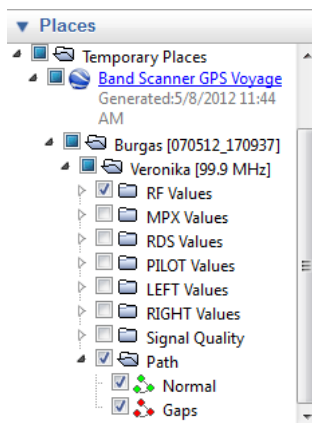 Places
Temporary Places
Band Scanner GPS Voyage
Generated:5/8/2012 11:44
AM
Burgas [070512_170937]
Veronika [99.9 MHz]
RF Values
MPX Values
RDS Values
PILOT Values
LEFT Values
RIGHT Values
Signal Quality
Path
Normal
Gaps